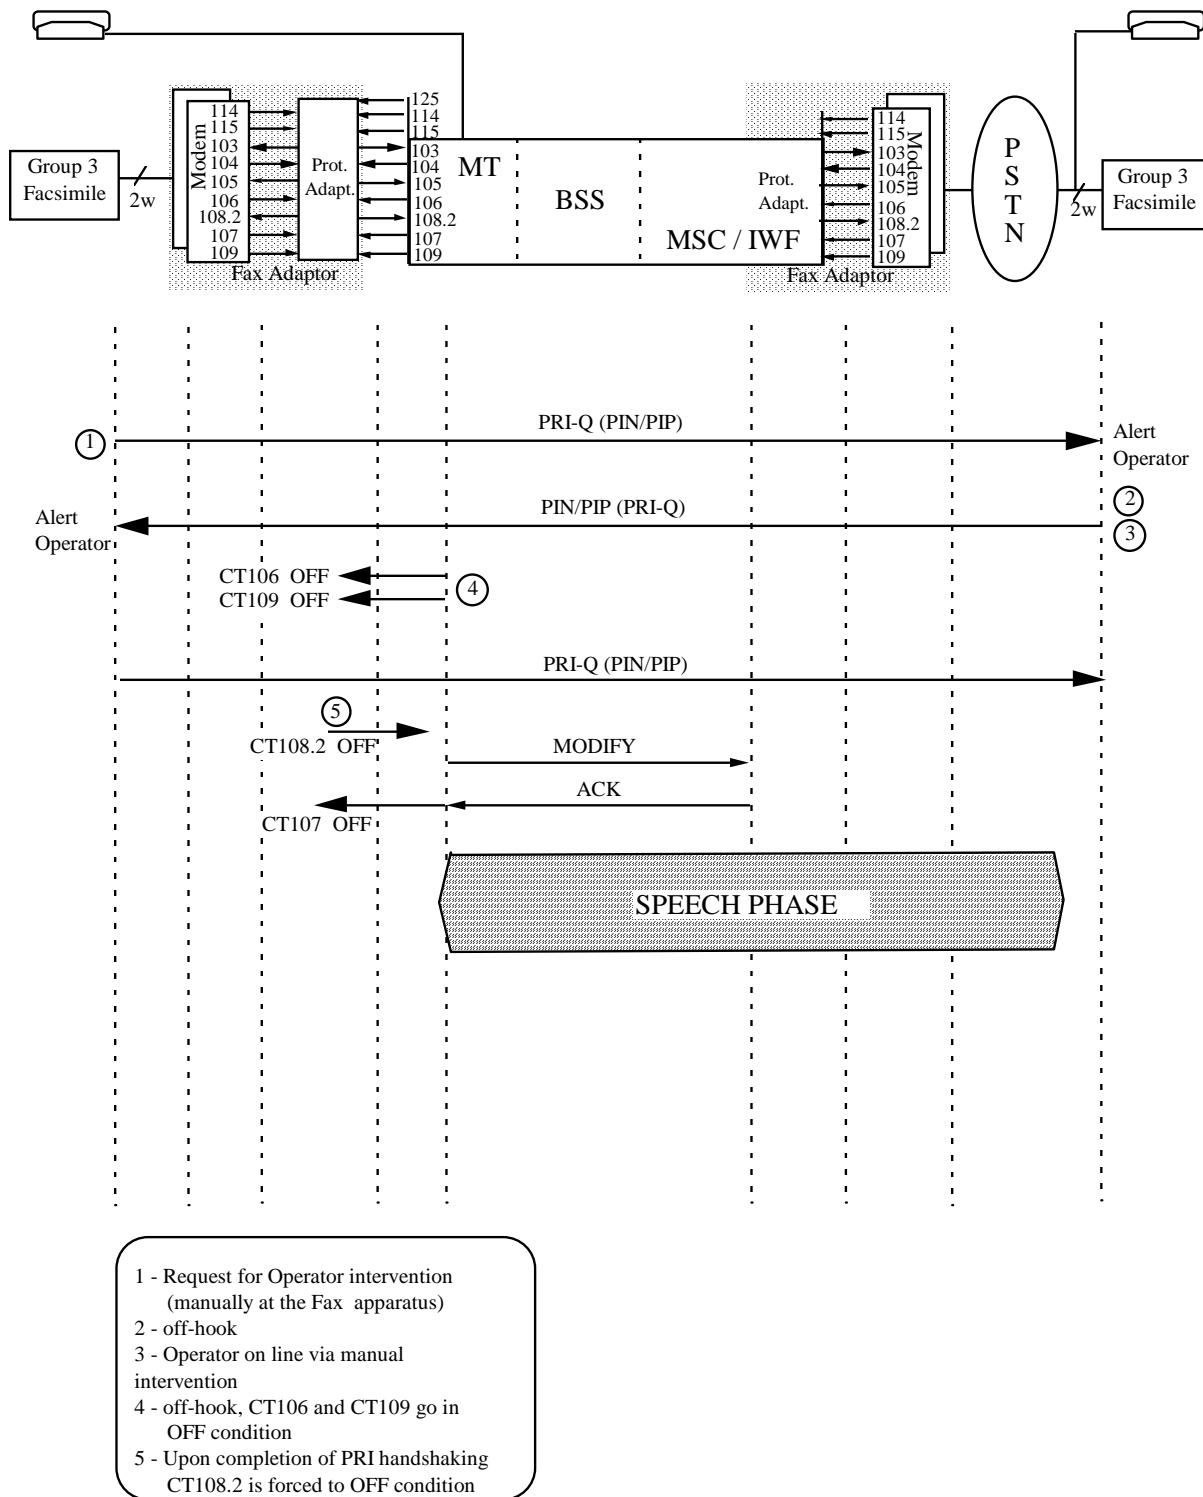 114
115
103
104
105
106
108.2
107
109
Modem
Group 3
Facsimile
2w
Prot.
Adapt.
Fax Adaptor
125
114
115
103
104
105
106
108.2
107
109
MT
BSS
MSC / IWF
Prot.
Adapt.
Fax Adaptor
114
115
103
104
105
106
108.2
107
109
Modem
P
S
T
N
2w
Group 3
Facsimile
1
PRI-Q (PIN/PIP)
Alert
Operator
2
Alert
Operator
PIN/PIP (PRI-Q)
3
CT106 OFF
CT109 OFF
4
PRI-Q (PIN/PIP)
5
CT108.2 OFF
MODIFY
ACK
CT107 OFF
SPEECH PHASE
1 - Request for Operator intervention
(manually at the Fax apparatus)
2 - off-hook
3 - Operator on line via manual
intervention
4 - off-hook, CT106 and CT109 go in
OFF condition
5 - Upon completion of PRI handshaking
CT108.2 is forced to OFF condition